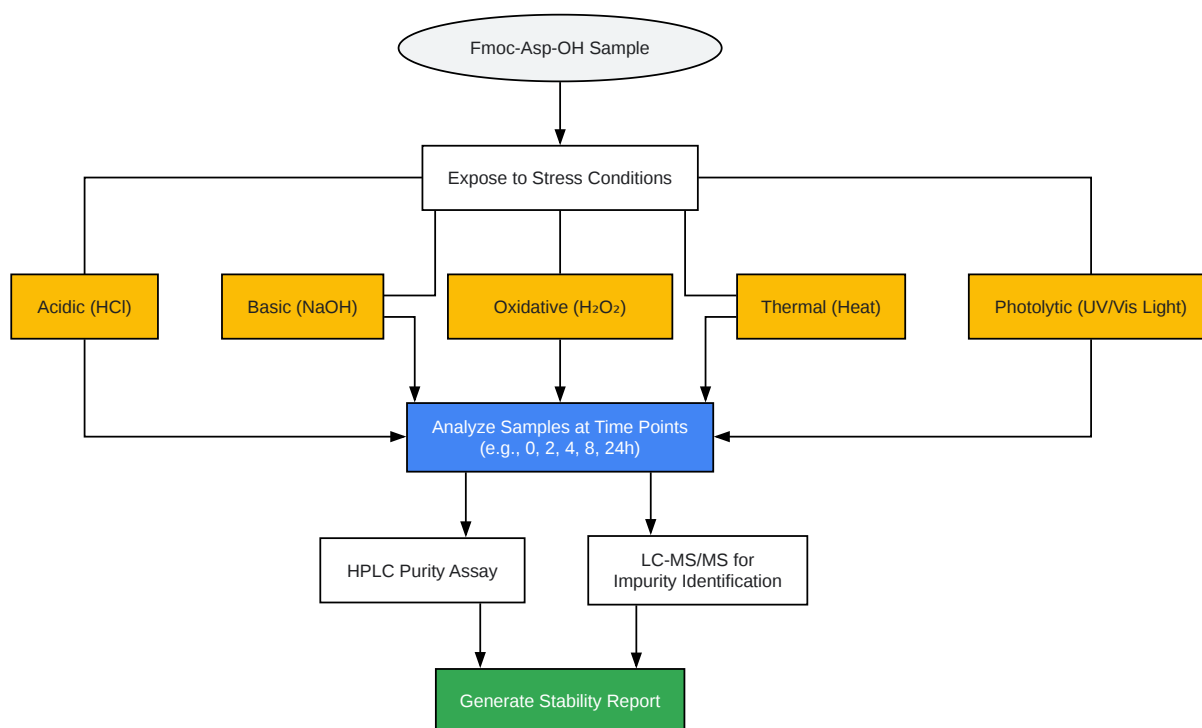 Fmoc-Asp-OH Sample
Expose to Stress Conditions
Acidic (HCl)
Basic (NaOH)
Oxidative (H₂O₂)
Thermal (Heat)
Photolytic (UV/Vis Light)
Analyze Samples at Time Points
(e.g., 0, 2, 4, 8, 24h)
HPLC Purity Assay
LC-MS/MS for
Impurity Identification
Generate Stability Report